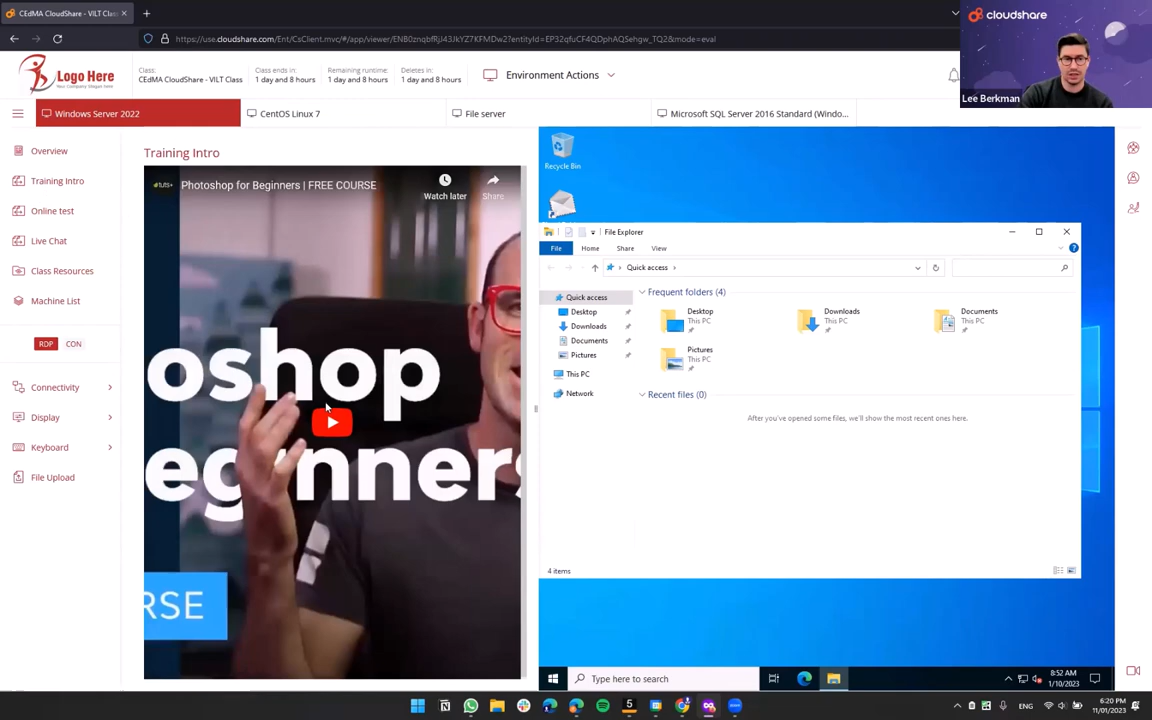 CEdMA CloudShare - VILT Clas
https://use.cloudshare.com/Ent/CsClient.mvc/#/app/viewer/
cloudshare
Lee Berkman
Logo Here
Class:
CEdMA CloudShare - VILT Class
Class ends in:
1 day and 8 hours
Remaining runtime:
1 day and 8 hours
Deletes in:
1 day and 8 hours
Environment Actions
Windows Server 2022
CentOS Linux 7
File server
Microsoft SQL Server 2016 Standard (Windo...
Overview
Training Intro
Online test
Live Chat
Class Resources
Machine List
RDP
CON
Connectivity
Display
Keyboard
File Upload
Training Intro
tuts+
Photoshop for Beginners | FREE COURSE
Watch later
Share
oshop
eginners
RSE
Recycle Bin
File Explorer
File
Home
Share
View
Quick access
Quick access
Desktop
Downloads
Documents
Pictures
This PC
Network
Frequent folders (4)
Desktop
This PC
Downloads
This PC
Documents
This PC
Pictures
This PC
Recent files (0)
After you've opened some files, we'll show the most recent ones here.
4 items
Type here to search
8:52 AM
1/10/2023
5
ENG
6:20 PM
11/01/2023